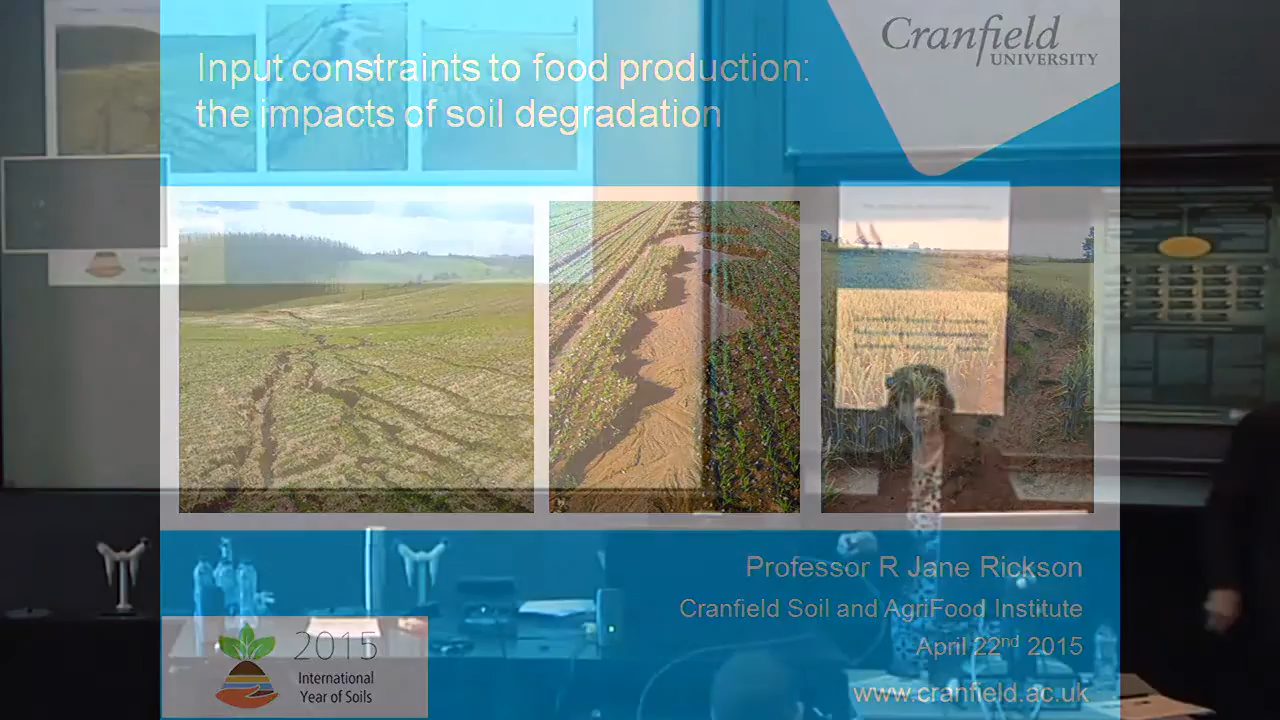 Input constraints to food production:
the impacts of soil degradation
Cranfield
UNIVERSITY
Professor R Jane Rickson
Cranfield Soil and AgriFood Institute
April 22nd 2015
www.cranfield.ac.uk
2015
International
Year of Soils